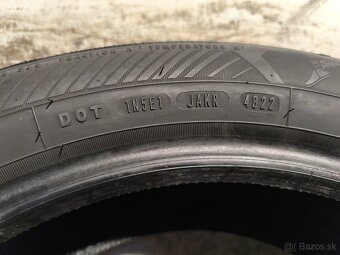 TRACTION A TEMPERATURE A
DOT 1N5E1 JAKR 4822
Bazos.sk